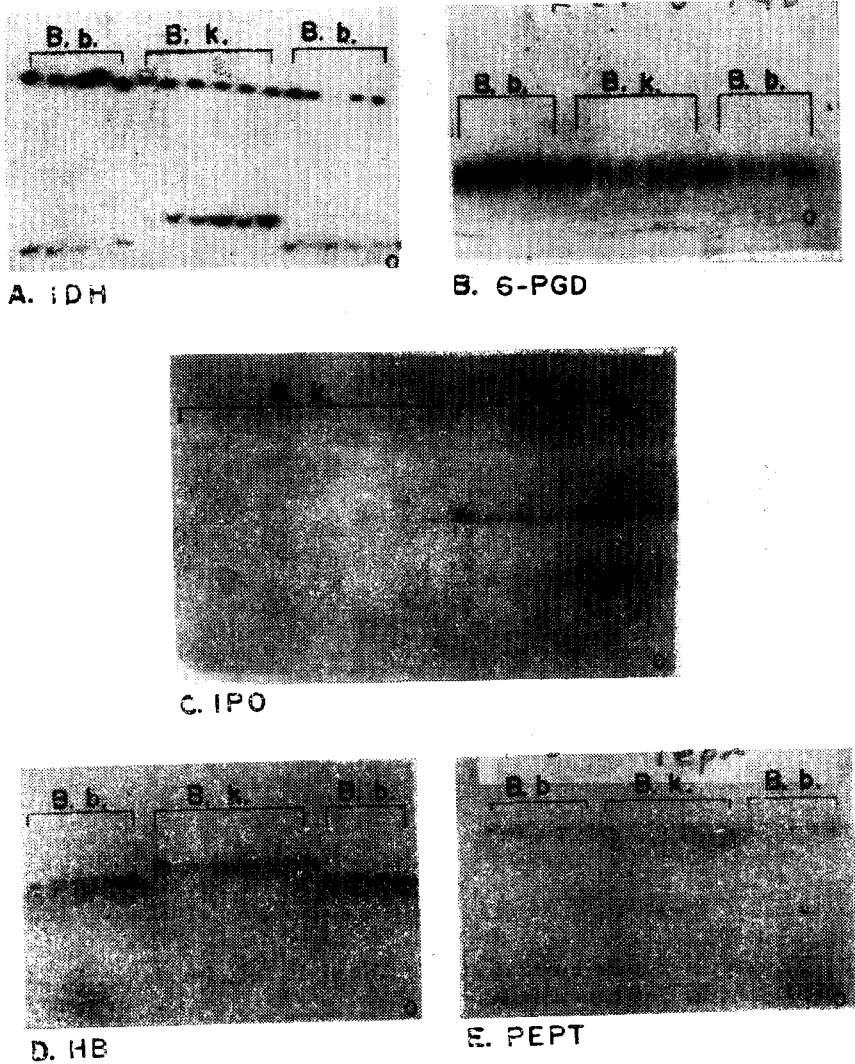 B. b. B. k. B. b.
O
A. IDH
B. b. B. k. B. b.
O
B. 6-PGD
B. k.
O
C. IPO
B. b. B. k. B. b.
O
D. HB
B. b B. k. B. b.
O
E. PEPT